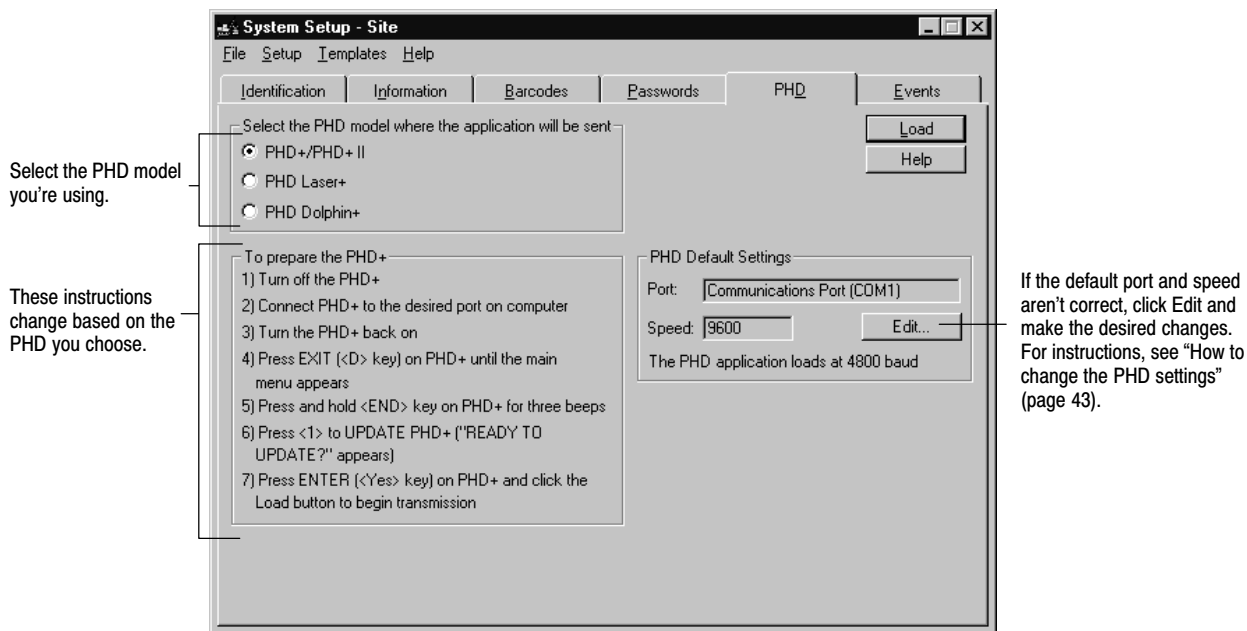 System Setup - Site
File Setup Templates Help
Identification Information Barcodes Passwords PHD Events
Select the PHD model where the application will be sent
PHD+/PHD+ II
PHD Laser+
PHD Dolphin+
Load
Help
Select the PHD model
you're using.
To prepare the PHD+
1) Turn off the PHD+
2) Connect PHD+ to the desired port on computer
3) Turn the PHD+ back on
4) Press EXIT (<D> key) on PHD+ until the main
menu appears
5) Press and hold <END> key on PHD+ for three beeps
6) Press <1> to UPDATE PHD+ ("READY TO
UPDATE?" appears)
7) Press ENTER (<Yes> key) on PHD+ and click the
Load button to begin transmission
These instructions
change based on the
PHD you choose.
PHD Default Settings
Port: Communications Port (COM1)
Speed: 9600 Edit...
The PHD application loads at 4800 baud
If the default port and speed
aren't correct, click Edit and
make the desired changes.
For instructions, see “How to
change the PHD settings”
(page 43).